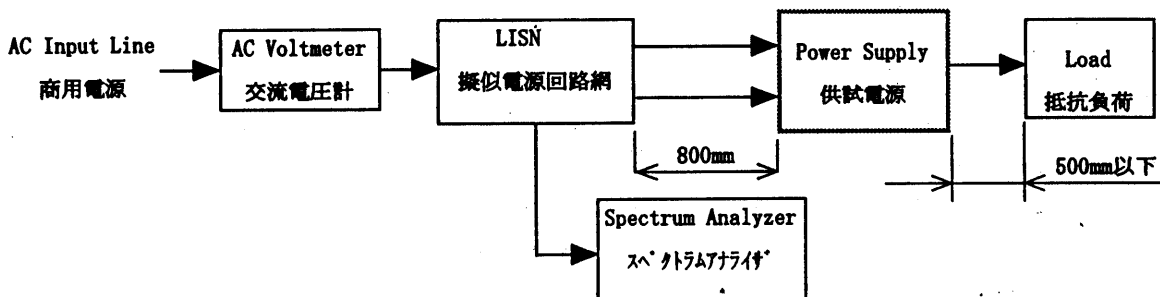 AC Input Line
商用電源
AC Voltmeter
交流電圧計
LISN
擬似電源回路網
Power Supply
供試電源
Load
抵抗負荷
800mm
500mm以下
Spectrum Analyzer
スペクトラムアナライザ